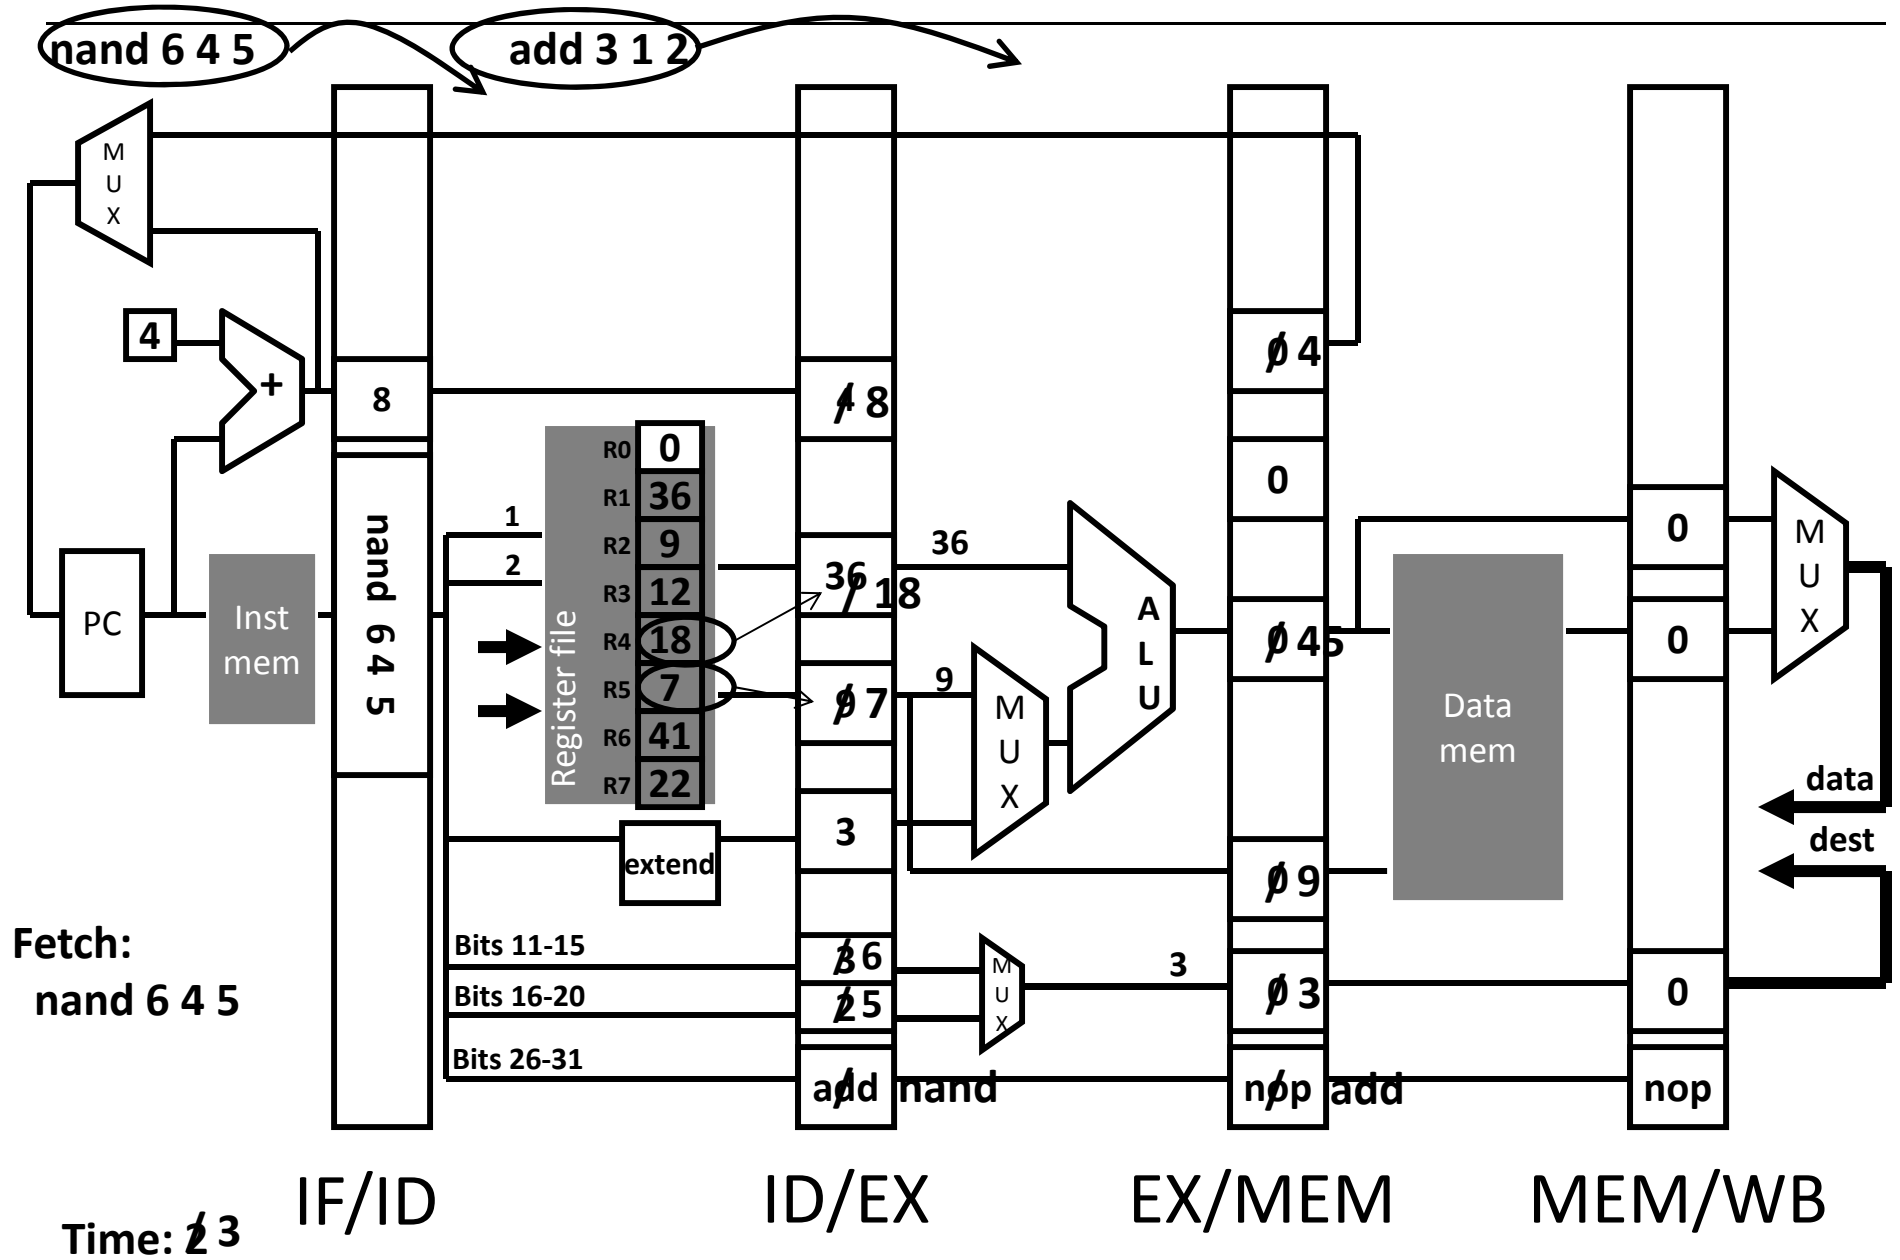 nand 6 4 5
add 3 1 2
M
U
X
4
+
8
4 8
0 4
0
nand 6 4 5
PC
Inst
mem
1
2
Register file
R0 0
R1 36
R2 9
R3 12
R4 18
R5 7
R6 41
R7 22
extend
36 18
9 7
3
36
9
M
U
X
A
L
U
0 45
0 9
Data
mem
0
0
M
U
X
data
dest
Fetch:
nand 6 4 5
Bits 11-15
Bits 16-20
Bits 26-31
3 6
2 5
add nand
M
U
X
3
0 3
nop add
0
nop
IF/ID
ID/EX
EX/MEM
MEM/WB
Time: 2 3